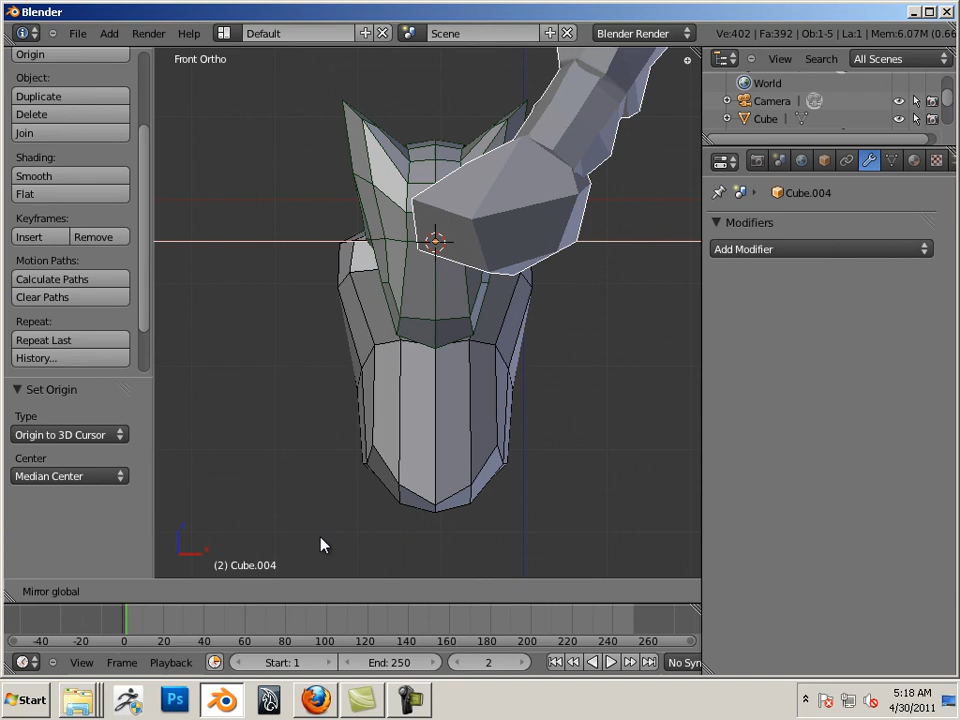 Blender
File Add Render Help Default Scene Blender Render Ve:402 | Fa:392 | Ob:1-5 | La:1 | Mem:6.07M (0.66
Origin
Front Ortho
View Search All Scenes
Object:
World
Duplicate
Camera
Delete
Cube
Join
Shading:
Smooth
Flat
Cube.004
Keyframes:
Modifiers
Insert Remove
Add Modifier
Motion Paths:
Calculate Paths
Clear Paths
Repeat:
Repeat Last
History...
Set Origin
Type
Origin to 3D Cursor
Center
Median Center
(2) Cube.004
Mirror global
-40 -20 0 20 40 60 80 100 120 140 160 180 200 220 240 260
View Frame Playback Start: 1 End: 250 2 No Syn
Start Ps 5:18 AM
4/30/2011